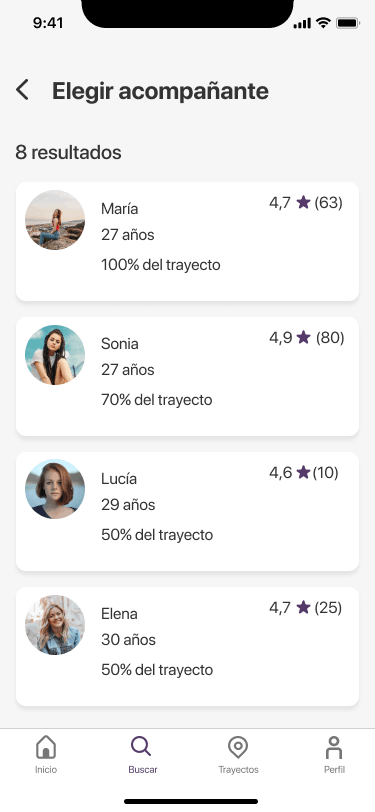 9:41
Elegir acompañante
8 resultados
María
4,7 ★ (63)
27 años
100% del trayecto
Sonia
4,9 ★ (80)
27 años
70% del trayecto
Lucía
4,6 ★ (10)
29 años
50% del trayecto
Elena
4,7 ★ (25)
30 años
50% del trayecto
Inicio
Buscar
Trayectos
Perfil